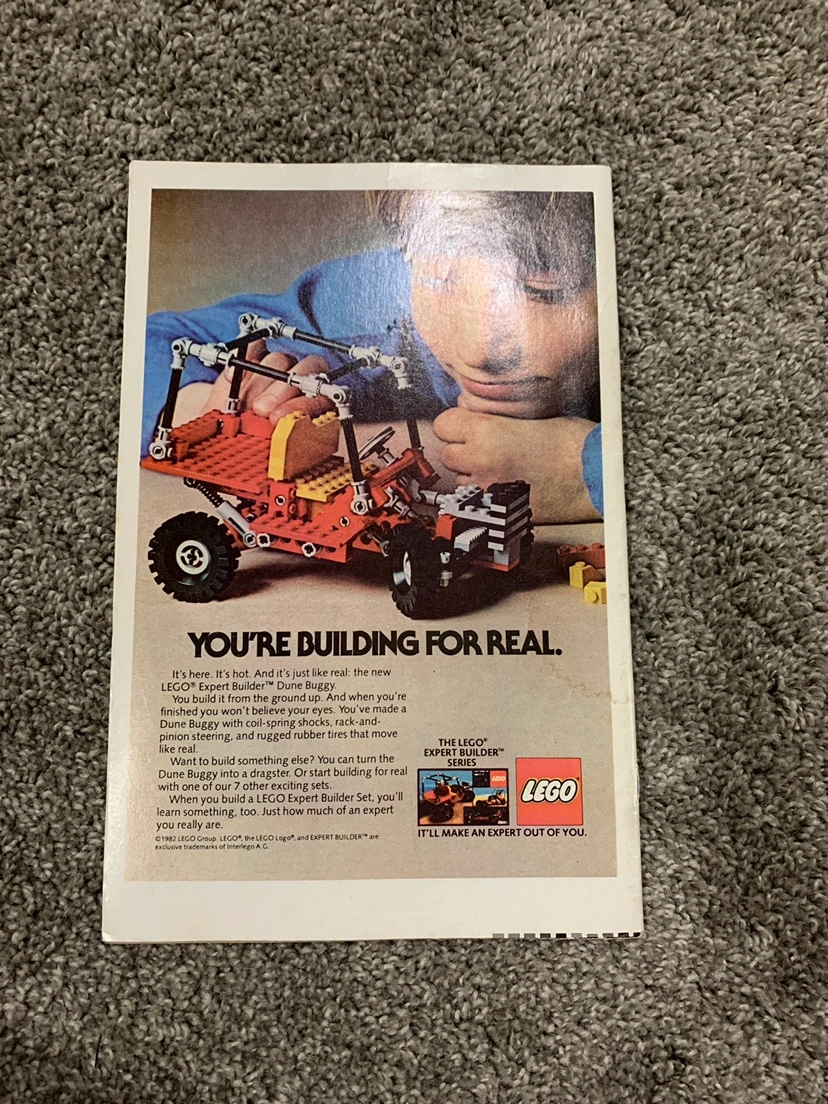 YOU'RE BUILDING FOR REAL.
It's here. It's hot. And it's just like real: the new
LEGO® Expert Builder™ Dune Buggy.
You build it from the ground up. And when you're
finished you won't believe your eyes. You've made a
Dune Buggy with coil-spring shocks, rack-and-
pinion steering, and rugged rubber tires that move
like real.
Want to build something else? You can turn the
Dune Buggy into a dragster. Or start building for real
with one of our 7 other exciting sets.
When you build a LEGO Expert Builder Set, you'll
learn something, too. Just how much of an expert
you really are.
©1982 LEGO Group. LEGO®, the LEGO Logo®, and EXPERT BUILDER™ are
exclusive trademarks of Interlego A.G.
THE LEGO®
EXPERT BUILDER™
SERIES
LEGO
LEGO®
IT'LL MAKE AN EXPERT OUT OF YOU.